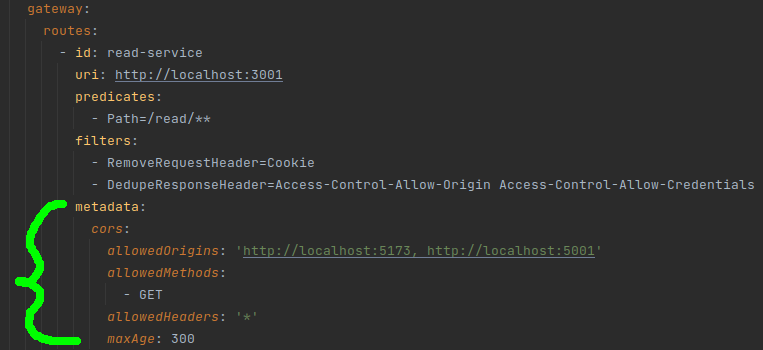 gateway:
routes:
- id: read-service
uri: http://localhost:3001
predicates:
- Path=/read/**
filters:
- RemoveRequestHeader=Cookie
- DedupeResponseHeader=Access-Control-Allow-Origin Access-Control-Allow-Credentials
metadata:
cors:
allowedOrigins: 'http://localhost:5173, http://localhost:5001'
allowedMethods:
- GET
allowedHeaders: '*'
maxAge: 300